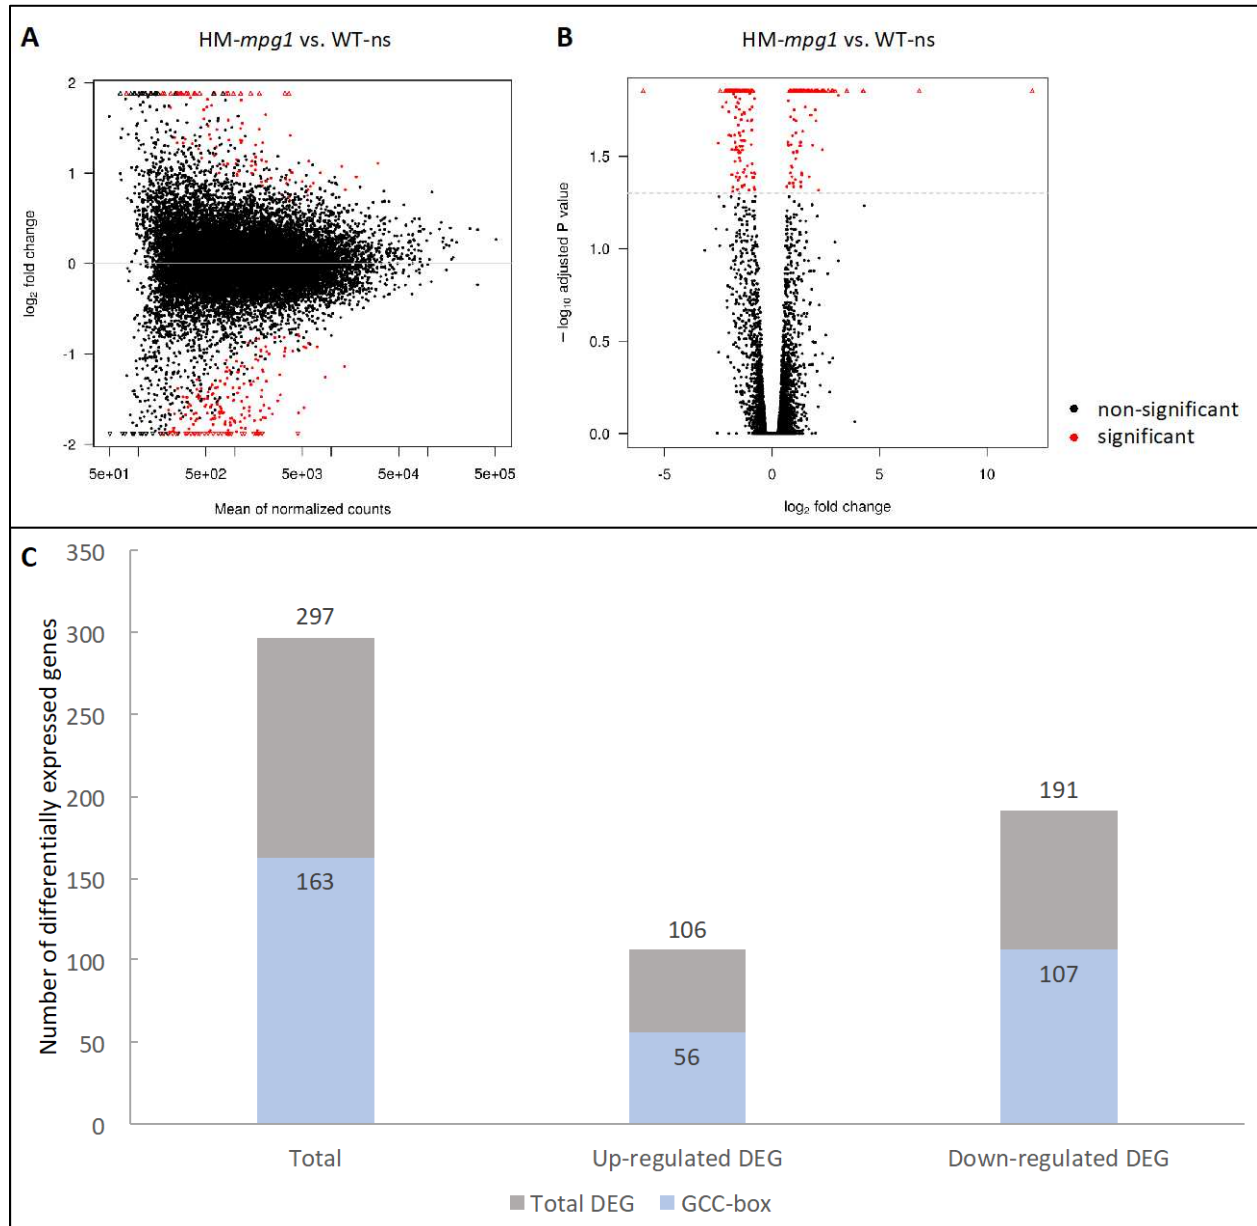 A
HM-mpg1 vs. WT-ns
2
1
0
-1
-2
log₂ fold change
5e+01 5e+02 5e+03 5e+04 5e+05
Mean of normalized counts
B
HM-mpg1 vs. WT-ns
1.5
1.0
0.5
0.0
−log₁₀ adjusted P value
-5 0 5 10
log₂ fold change
non-significant
significant
C
350
300
250
200
150
100
50
0
Number of differentially expressed genes
297
163
106
56
191
107
Total Up-regulated DEG Down-regulated DEG
Total DEG GCC-box